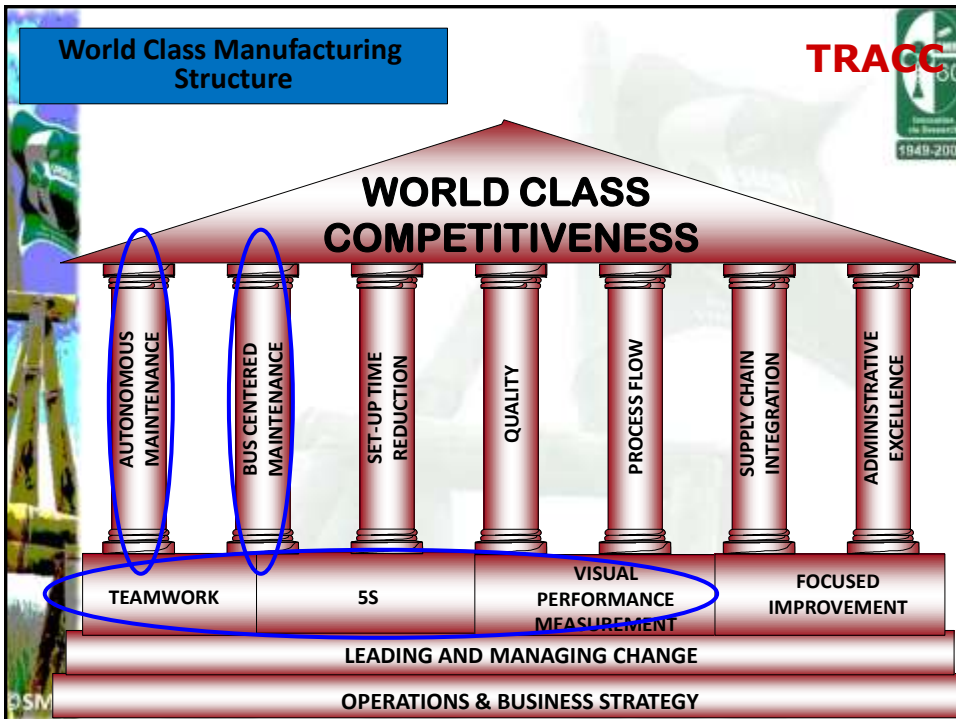 World Class Manufacturing
Structure
TRACC
1949-200
WORLD CLASS
COMPETITIVENESS
AUTONOMOUS
MAINTENANCE
BUS CENTERED
MAINTENANCE
SET-UP TIME
REDUCTION
QUALITY
PROCESS FLOW
SUPPLY CHAIN
INTEGRATION
ADMINISTRATIVE
EXCELLENCE
TEAMWORK
5S
VISUAL
PERFORMANCE
MEASUREMENT
FOCUSED
IMPROVEMENT
LEADING AND MANAGING CHANGE
OPERATIONS & BUSINESS STRATEGY